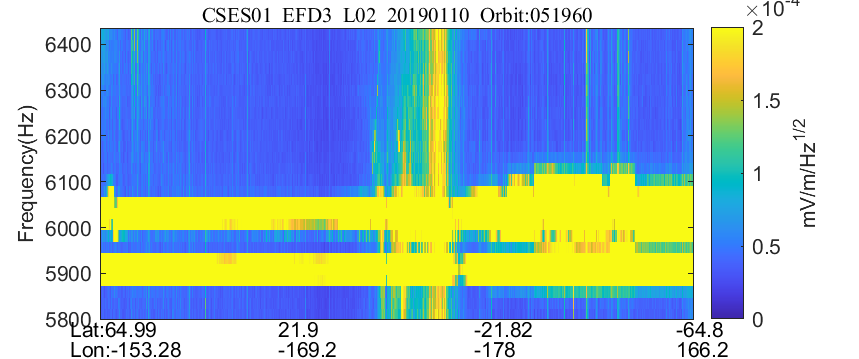 CSES01 EFD3 L02 20190110 Orbit:051960
×10⁻⁴
Frequency(Hz)
6400
6300
6200
6100
6000
5900
5800
2
1.5
1
0.5
0
mV/m/Hz^1/2
Lat:64.99 21.9 -21.82 -64.8
Lon:-153.28 -169.2 -178 166.2